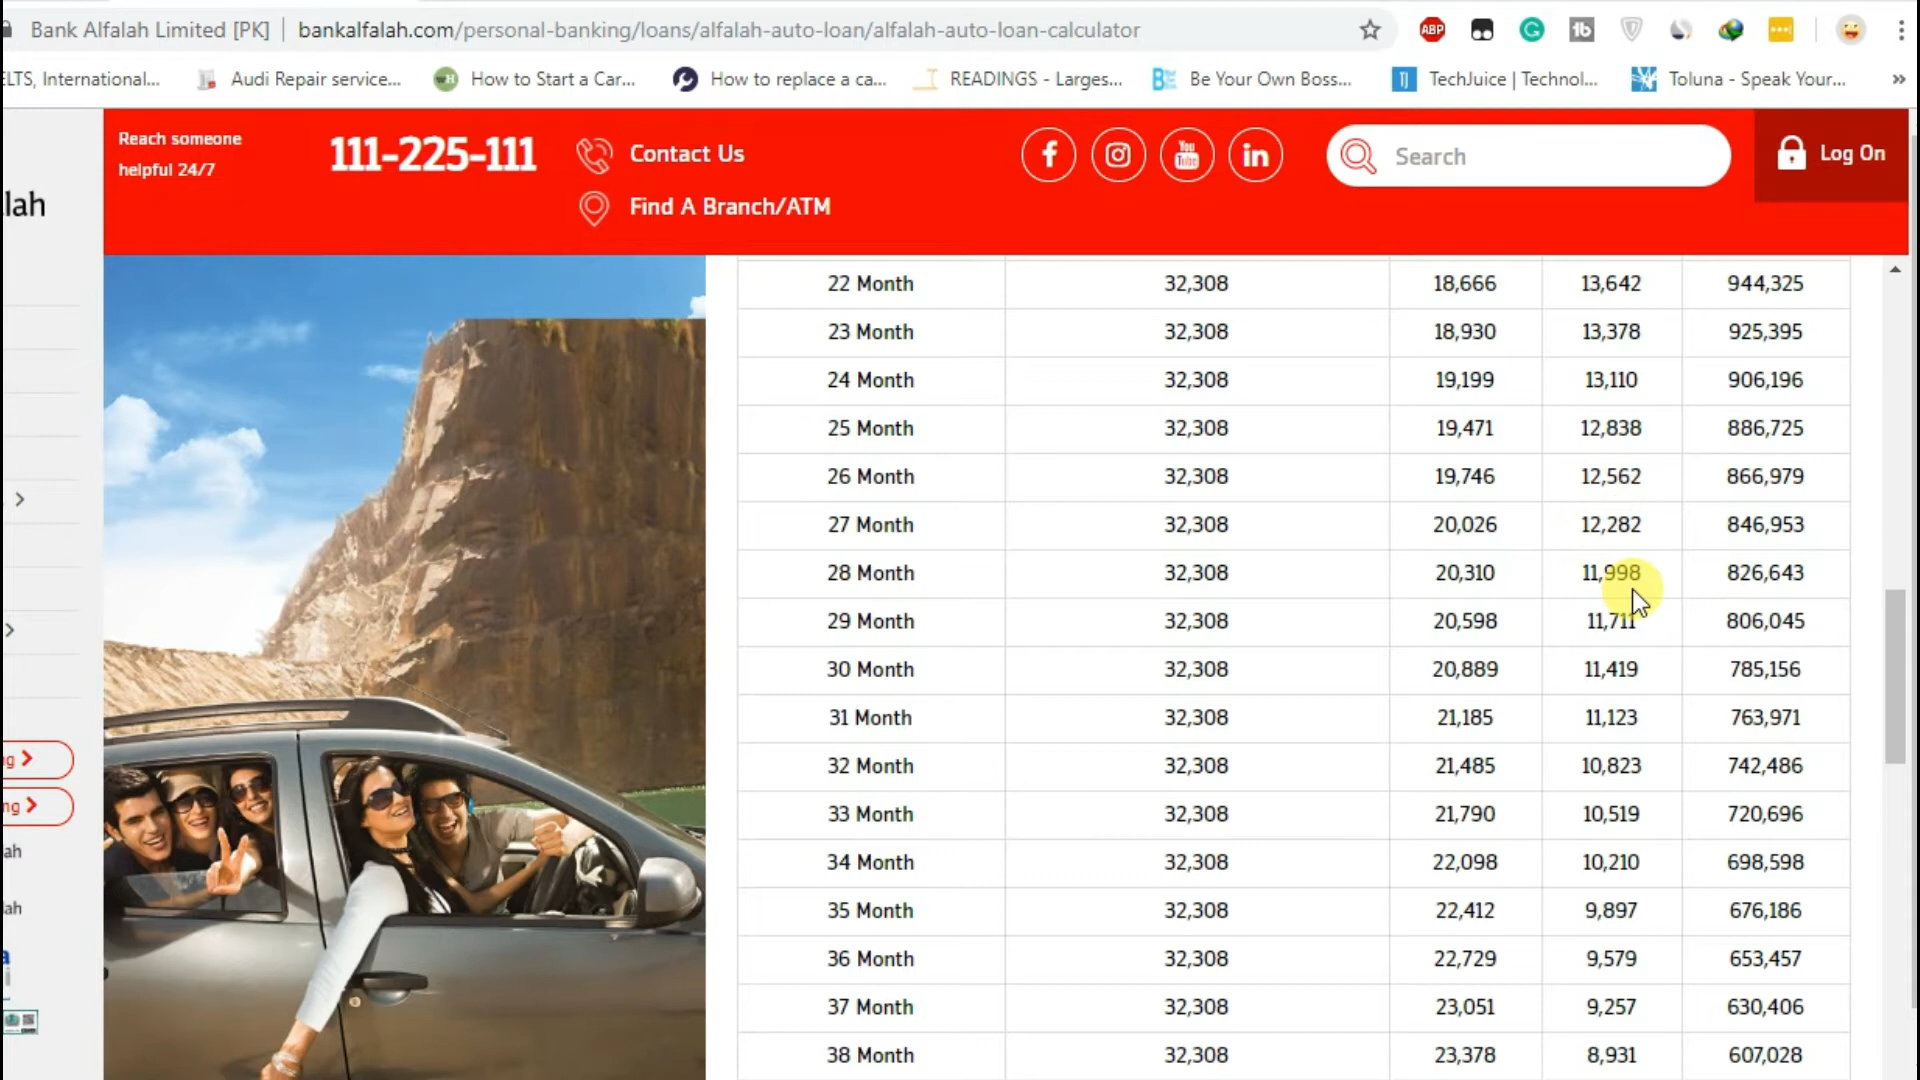 Bank Alfalah Limited [PK] | bankalfalah.com/personal-banking/loans/alfalah-auto-loan/alfalah-auto-loan-calculator
ABP
ELTS, International... Audi Repair service... How to Start a Car... How to replace a ca... READINGS - Larges... Be Your Own Boss... TechJuice | Technol... Toluna - Speak Your... »
Reach someone
helpful 24/7
111-225-111
Contact Us
Find A Branch/ATM
You Tube
Search
Log On
lah
22 Month 32,308 18,666 13,642 944,325
23 Month 32,308 18,930 13,378 925,395
24 Month 32,308 19,199 13,110 906,196
25 Month 32,308 19,471 12,838 886,725
26 Month 32,308 19,746 12,562 866,979
27 Month 32,308 20,026 12,282 846,953
28 Month 32,308 20,310 11,998 826,643
29 Month 32,308 20,598 11,711 806,045
30 Month 32,308 20,889 11,419 785,156
31 Month 32,308 21,185 11,123 763,971
32 Month 32,308 21,485 10,823 742,486
33 Month 32,308 21,790 10,519 720,696
34 Month 32,308 22,098 10,210 698,598
35 Month 32,308 22,412 9,897 676,186
36 Month 32,308 22,729 9,579 653,457
37 Month 32,308 23,051 9,257 630,406
38 Month 32,308 23,378 8,931 607,028
ng
ah
ah